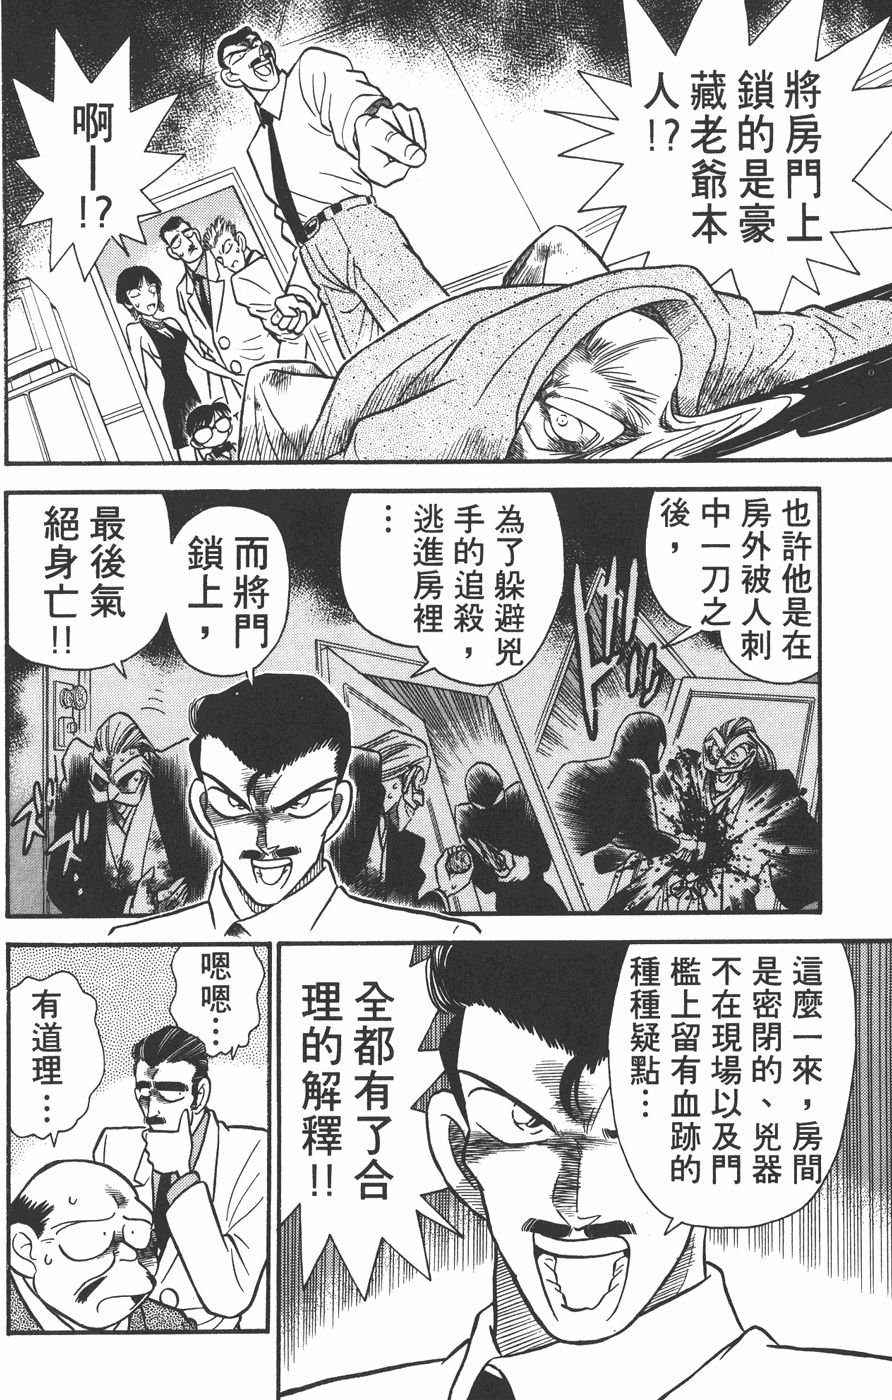 將房門上
鎖的是豪
藏老爺本
人!?
啊—
!?
也許他是在
房外被人刺
中一刀之
後，
為了躲避兇
手的追殺，
逃進房裡
…
而將門
鎖上，
最後氣
絕身亡!!
ドドド
ズズ
這麼一來，房間
是密閉的、兇器
不在現場以及門
檻上留有血跡的
種種疑點…
全都有了合
理的解釋!!
嗯嗯…
有道理…